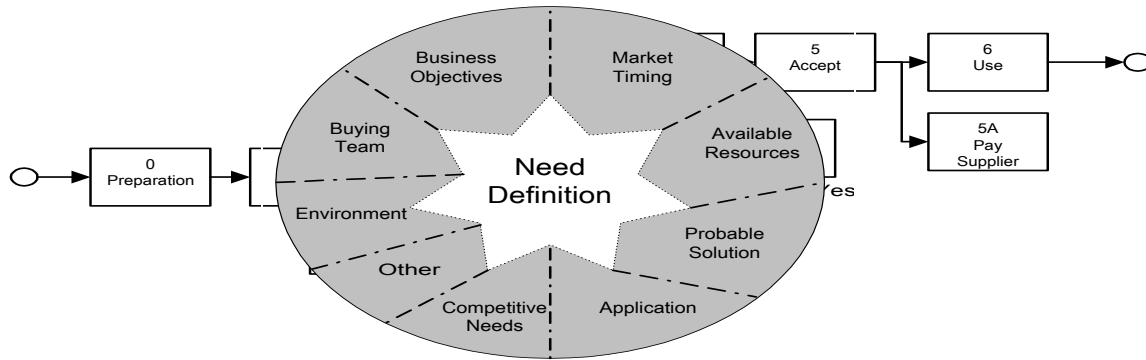 Business
Objectives
Market
Timing
5
Accept
6
Use
Buying
Team
Available
Resources
5A
Pay
Supplier
0
Preparation
Need
Definition
Yes
Environment
Probable
Solution
Other
Competitive
Needs
Application